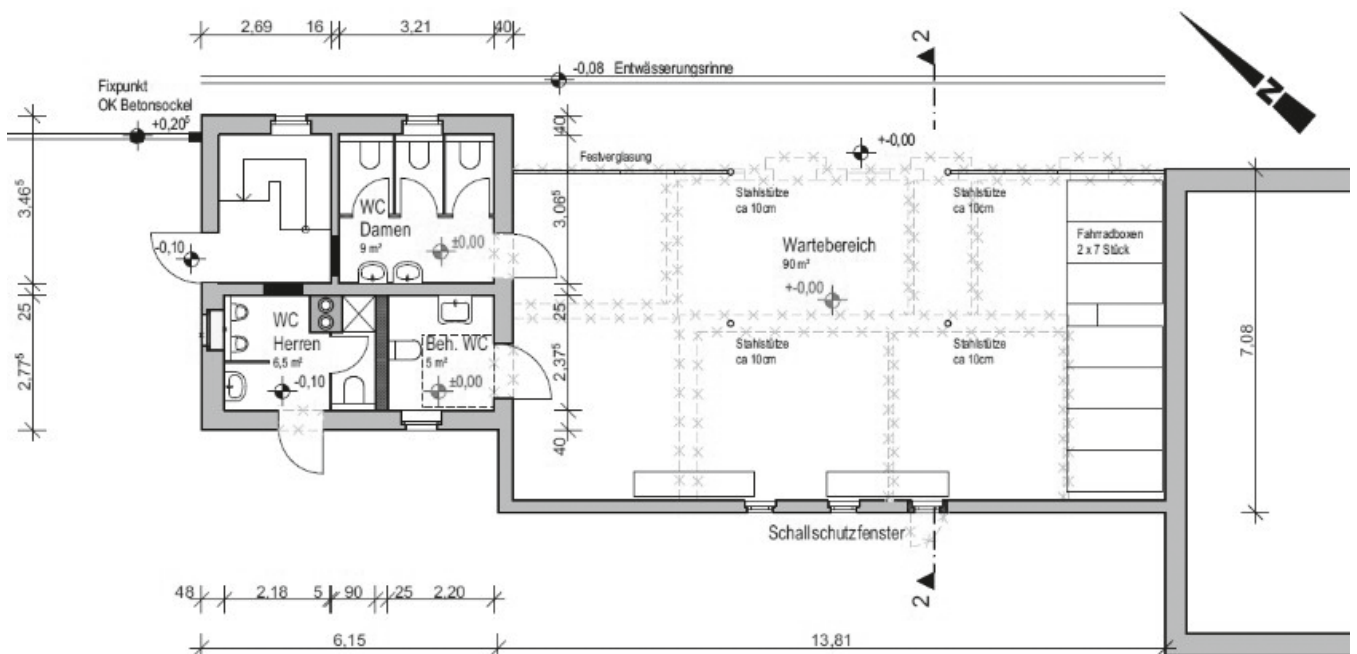 2,69 16 3,21 40
2
N
-0,08 Entwässerungsrinne
Fixpunkt
OK Betonsockel
+0,20⁵
40
+-0,00
Festverglasung
3,46⁵
3,06⁵
Stahlstütze
ca 10cm
Stahlstütze
ca 10cm
WC
Damen
9 m²
±0,00
-0,10
Wartebereich
90 m²
+-0,00
Fahrradboxen
2 x 7 Stück
25
25
WC
Herren
6,5 m²
-0,10
Beh. WC
5 m²
±0,00
Stahlstütze
ca 10cm
Stahlstütze
ca 10cm
2,77⁵
2,37⁵
7,08
40
Schallschutzfenster
48 2,18 5 90 25 2,20
2
6,15 13,81